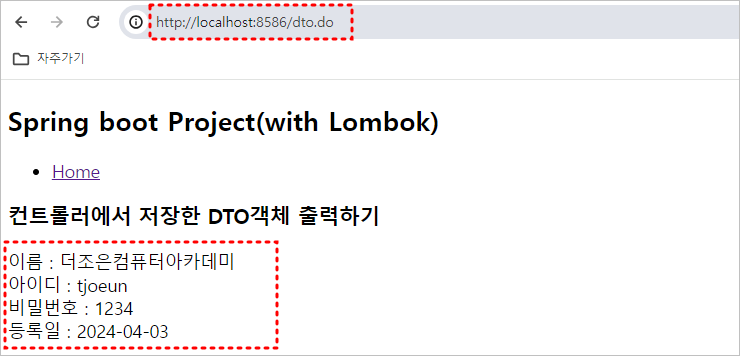 http://localhost:8586/dto.do
자주가기
Spring boot Project(with Lombok)
Home
컨트롤러에서 저장한 DTO객체 출력하기
이름 : 더조은컴퓨터아카데미
아이디 : tjoeun
비밀번호 : 1234
등록일 : 2024-04-03